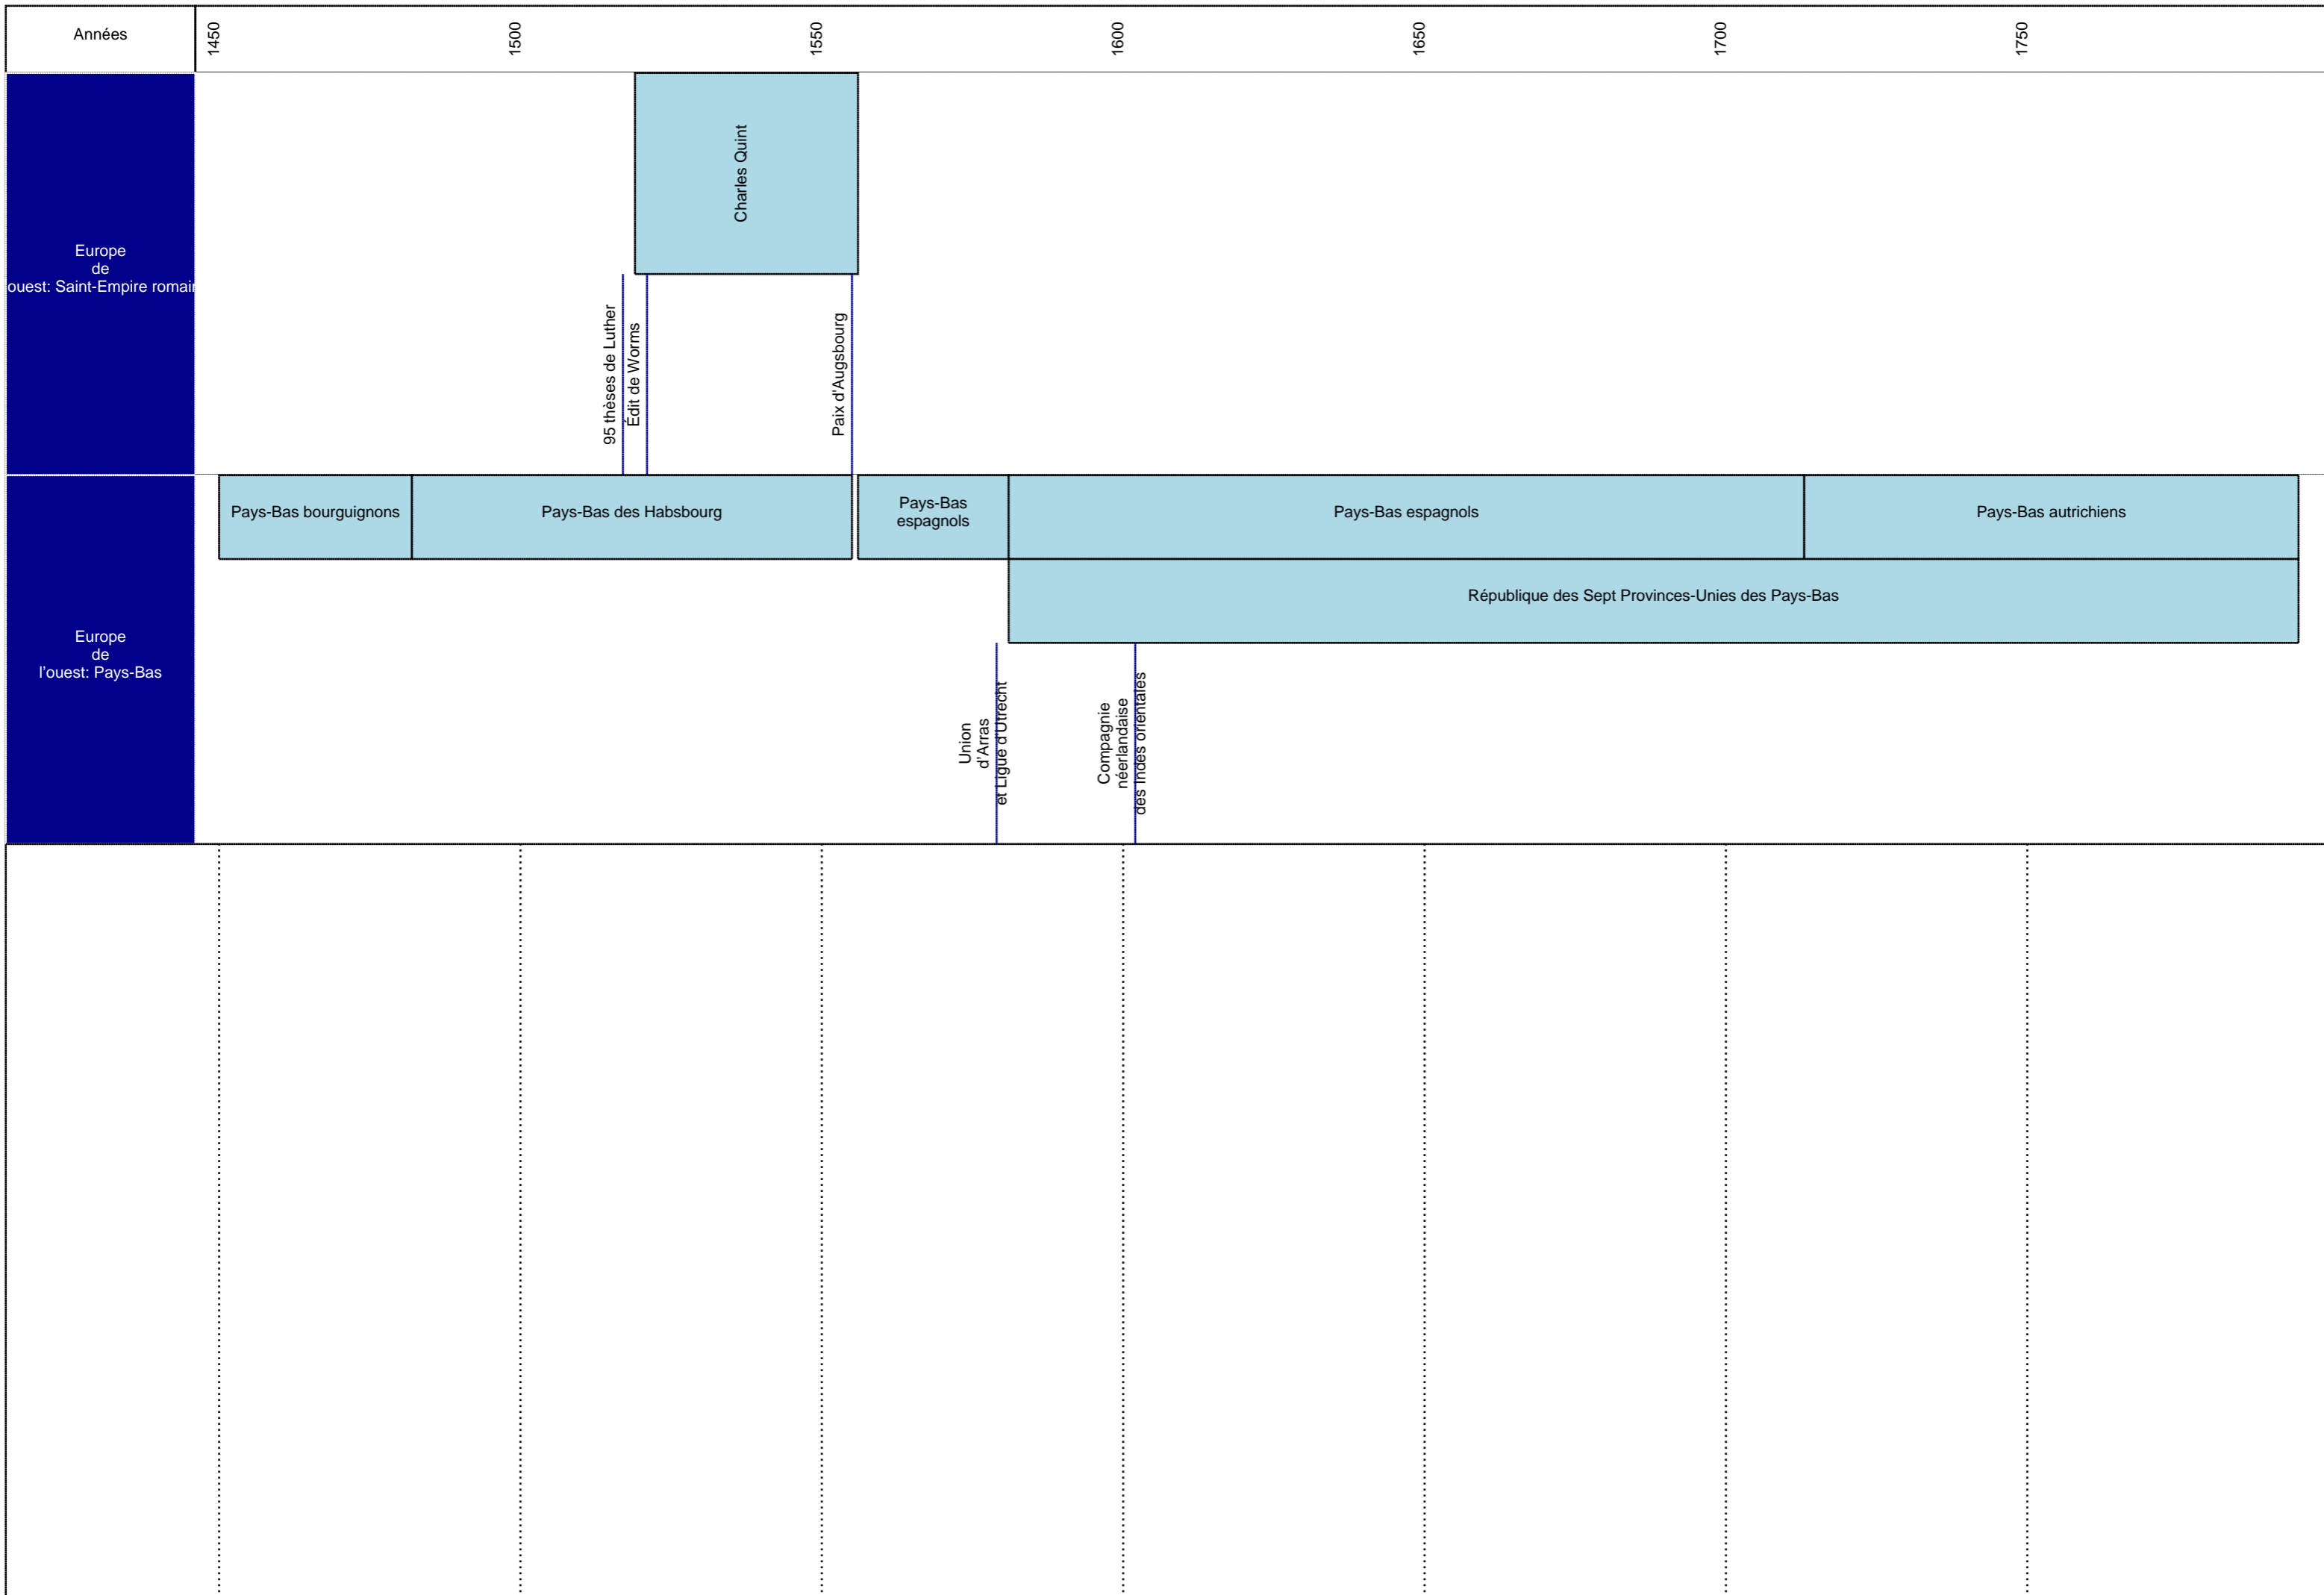 Années
1450
1500
1550
1600
1650
1700
1750
Europe
de
ouest: Saint-Empire romain
Charles Quint
95 thèses de Luther
Édit de Worms
Paix d'Augsbourg
Europe
de
l'ouest: Pays-Bas
Pays-Bas bourguignons
Pays-Bas des Habsbourg
Pays-Bas
espagnols
Pays-Bas espagnols
Pays-Bas autrichiens
République des Sept Provinces-Unies des Pays-Bas
Union
d'Arras
et Ligue d'Utrecht
Compagnie
néerlandaise
des Indes orientales